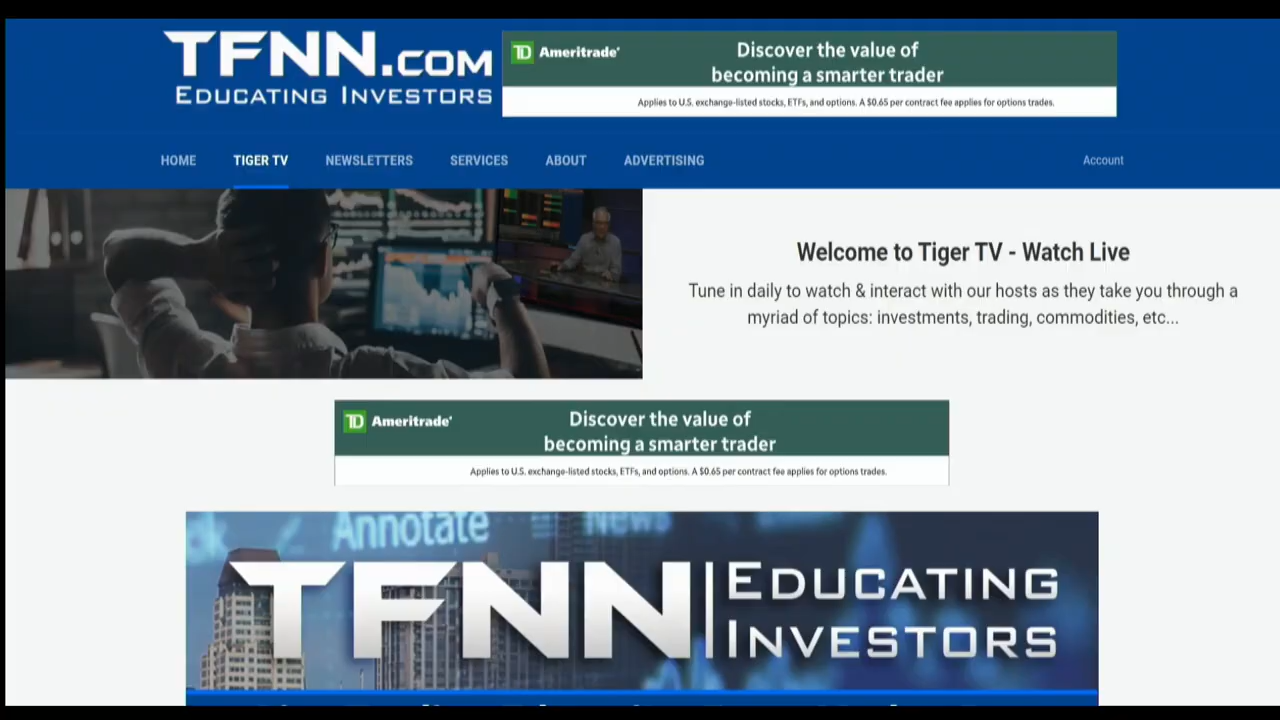 TFNN.COM
EDUCATING INVESTORS
TD Ameritrade
Discover the value of
becoming a smarter trader
Applies to U.S. exchange-listed stocks, ETFs, and options. A $0.65 per contract fee applies for options trades.
HOME TIGER TV NEWSLETTERS SERVICES ABOUT ADVERTISING Account
Welcome to Tiger TV - Watch Live
Tune in daily to watch & interact with our hosts as they take you through a
myriad of topics: investments, trading, commodities, etc...
TD Ameritrade
Discover the value of
becoming a smarter trader
Applies to U.S. exchange-listed stocks, ETFs, and options. A $0.65 per contract fee applies for options trades.
Annotate News
TFNN EDUCATING
INVESTORS